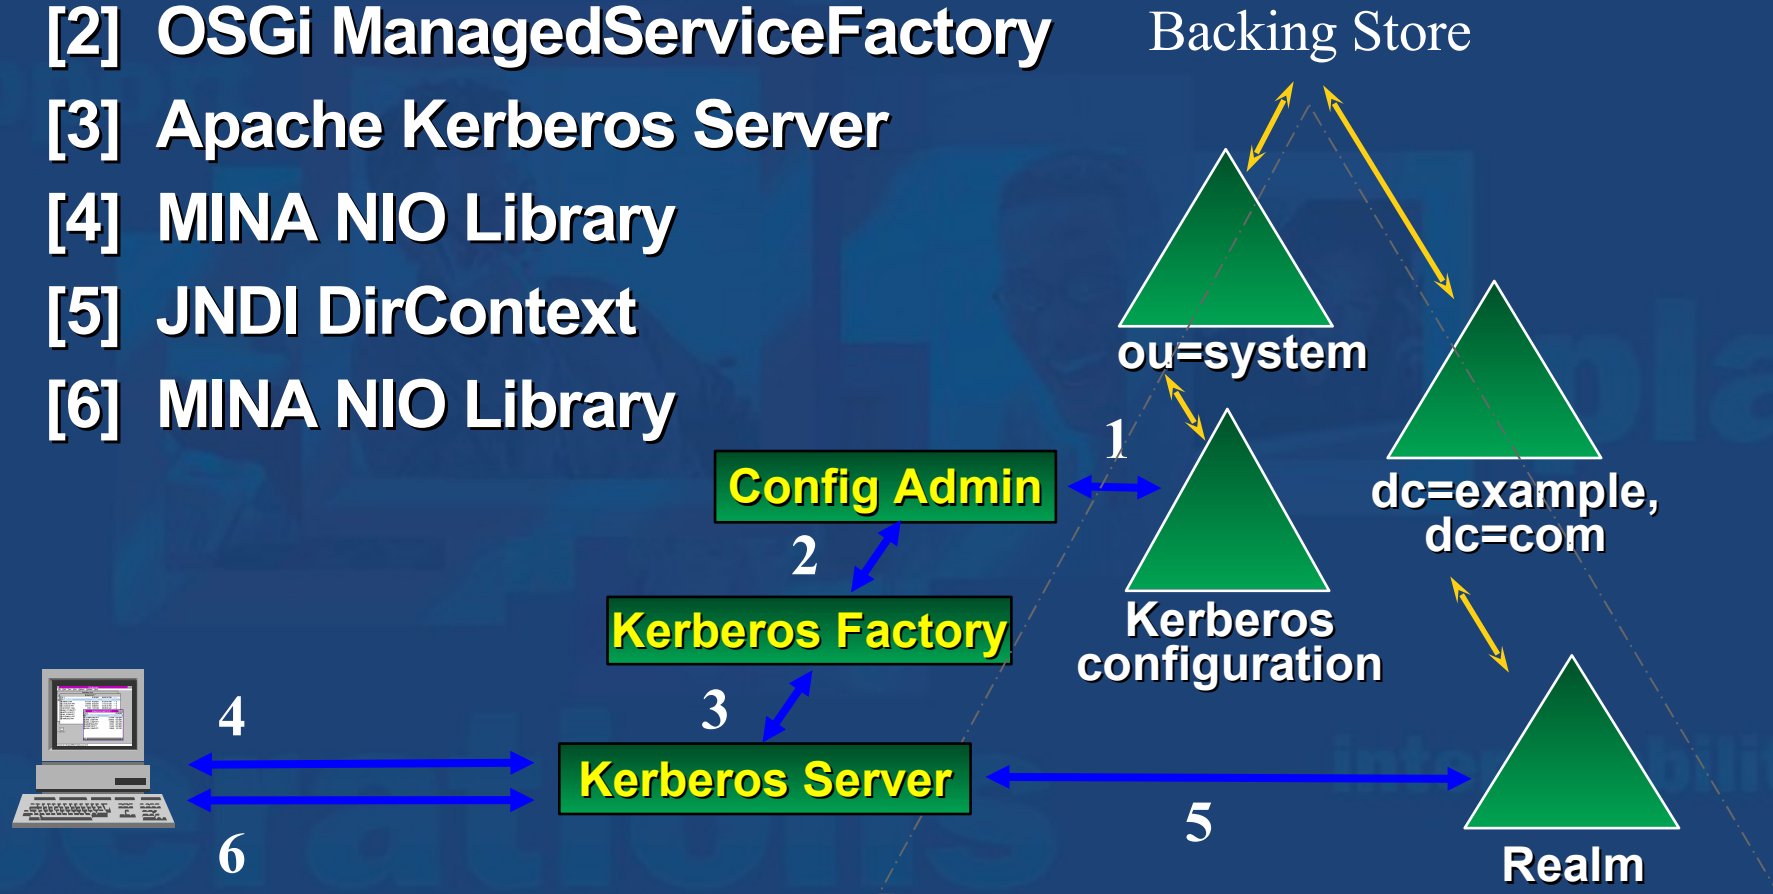 [2] OSGi ManagedServiceFactory
Backing Store
[3] Apache Kerberos Server
[4] MINA NIO Library
[5] JNDI DirContext
[6] MINA NIO Library
ou=system
1
Config Admin
dc=example,
dc=com
2
Kerberos Factory
Kerberos
configuration
3
4
Kerberos Server
5
6
Realm